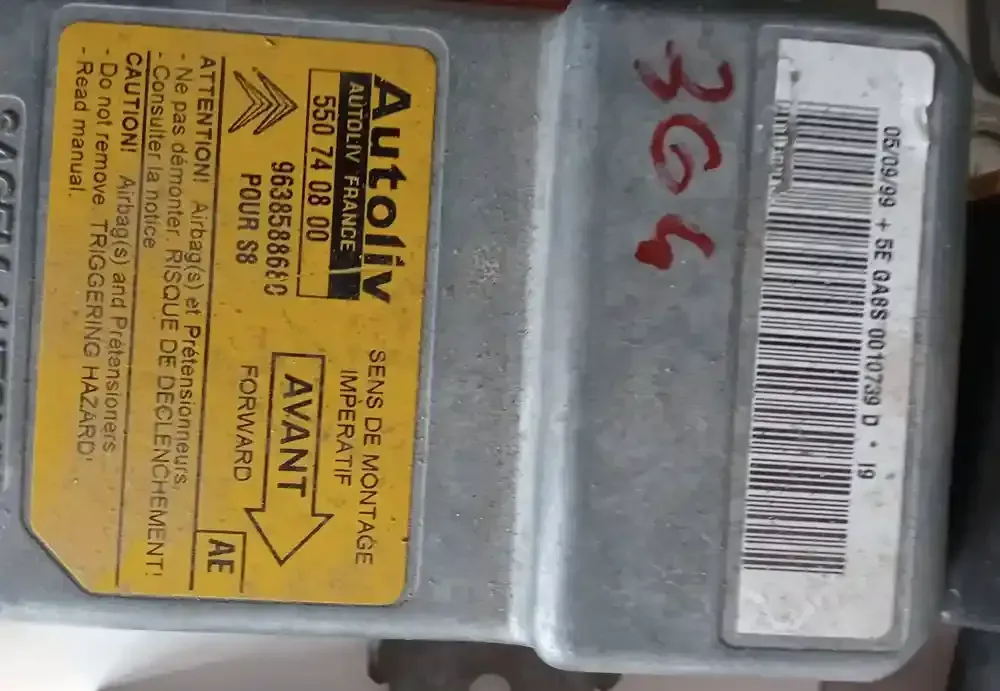 Autoliv
AUTOLIV FRANCE
550 74 08 00
9638588680
POUR S8
SENS DE MONTAGE
IMPERATIF
AVANT
FORWARD
AE
ATTENTION! Airbag(s) et Prétensionneurs,
- Ne pas démonter. RISQUE DE DECLENCHEMENT!
- Consulter la notice
CAUTION! Airbag(s) and Pretensioners
- Do not remove. TRIGGERING HAZARD!
- Read manual.
364
05/09/99 + 5E GA8S 0010739 D * 19